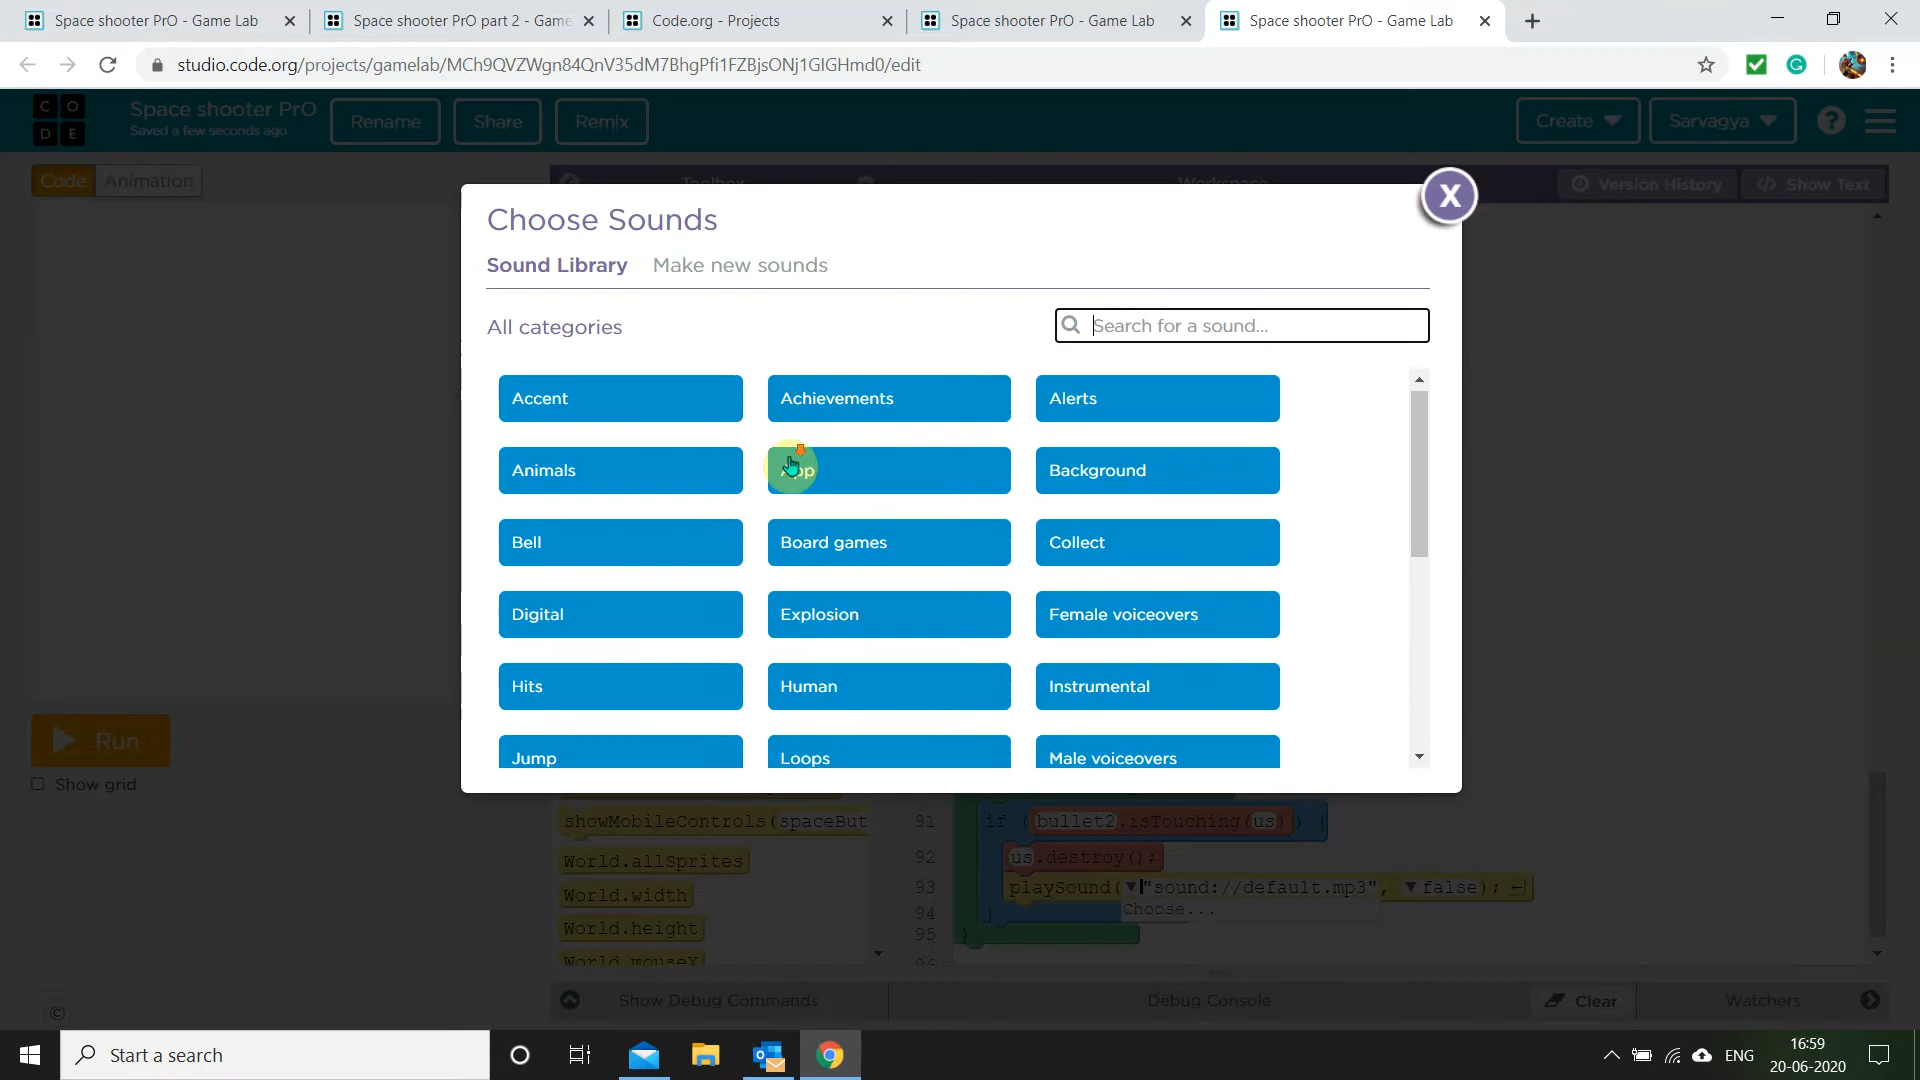 Space shooter PrO - Game Lab
Space shooter PrO part 2 - Game
Code.org - Projects
Space shooter PrO - Game Lab
Space shooter PrO - Game Lab
studio.code.org/projects/gamelab/MCh9QVZWgn84QnV35dM7BhgPfi1FZBjsONj1GIGHmd0/edit
C O
D E
Space shooter PrO
Saved a few seconds ago
Rename
Share
Remix
Create
Sarvagya
Code
Animation
Toolbox
Workspace
Version History
Show Text
Choose Sounds
X
Sound Library
Make new sounds
All categories
Search for a sound...
Accent
Achievements
Alerts
Animals
App
Background
Bell
Board games
Collect
Digital
Explosion
Female voiceovers
Hits
Human
Instrumental
Jump
Loops
Male voiceovers
Run
Show grid
showMobileControls(spaceBut
World.allSprites
World.width
World.height
World.mouseX
91 if (bullet2.isTouching(us)) {
92 us.destroy();
93 playSound("sound://default.mp3", false);
Choose...
94 }
95 }
96
Show Debug Commands
Debug Console
Clear
Watchers
Start a search
ENG
16:59
20-06-2020